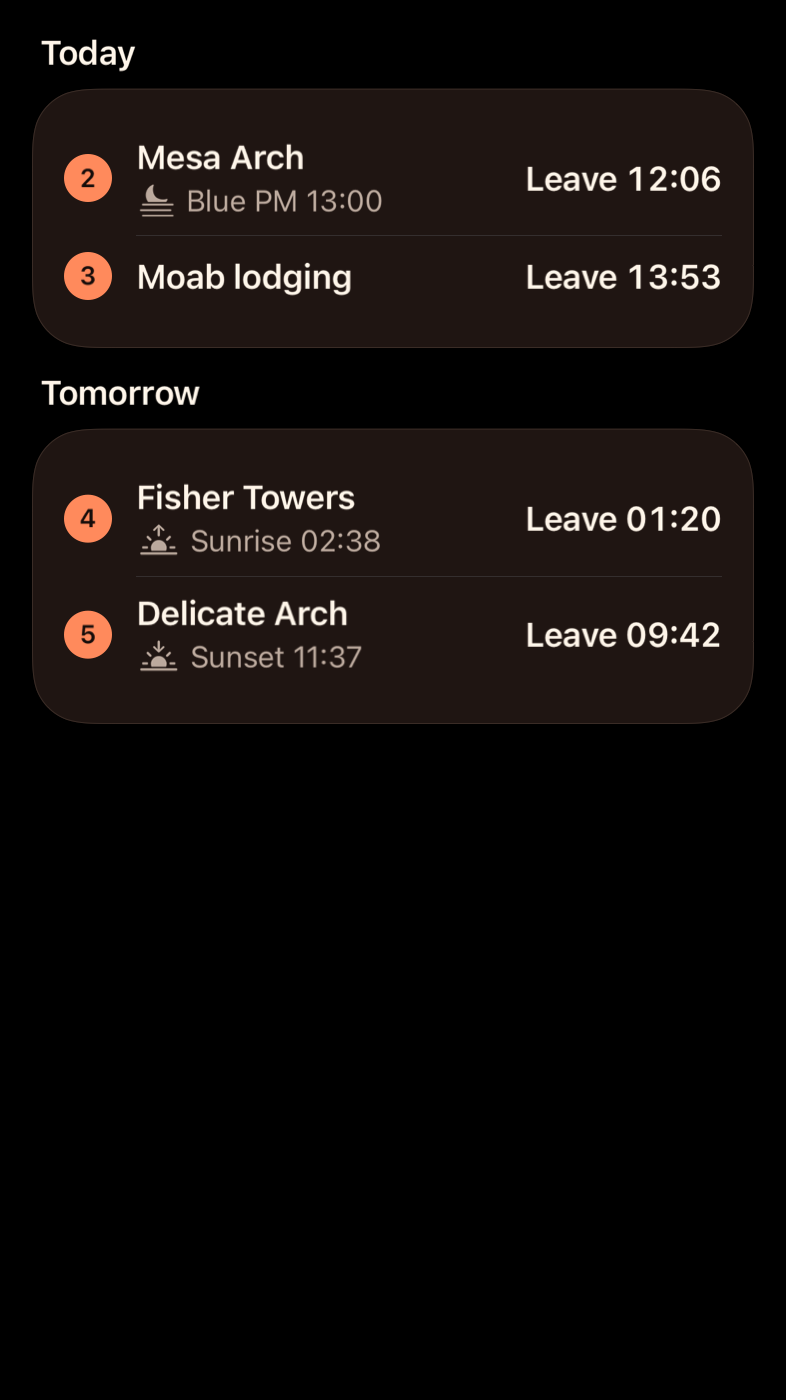 Today
2 Mesa Arch Leave 12:06
Blue PM 13:00
3 Moab lodging Leave 13:53
Tomorrow
4 Fisher Towers Leave 01:20
Sunrise 02:38
5 Delicate Arch Leave 09:42
Sunset 11:37